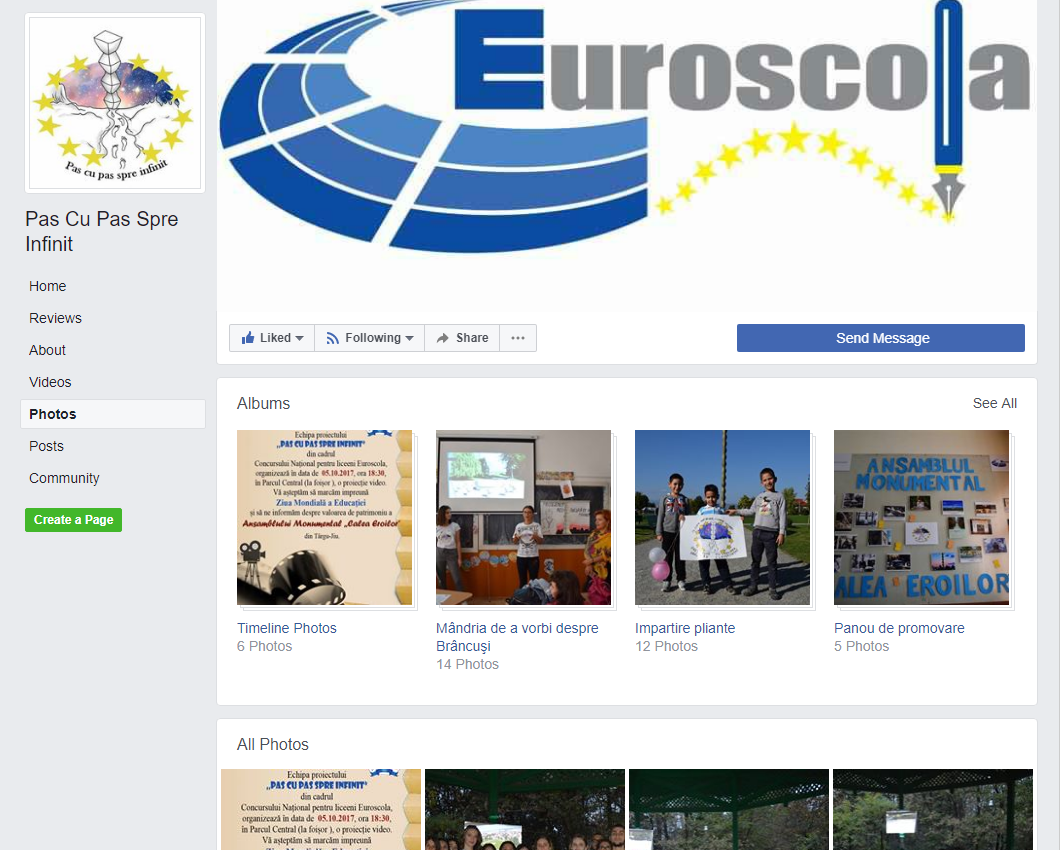 Euroscola
Pas cu pas spre infinit
Pas Cu Pas Spre
Infinit
Home
Reviews
About
Videos
Photos
Posts
Community
Create a Page
Liked
Following
Share
Send Message
Albums
See All
Echipa proiectului
„PAS CU PAS SPRE INFINIT"
din cadrul
Concursului Național pentru liceeni Euroscola,
organizează în data de 05.10.2017, ora 18:30,
în Parcul Central (la foișor ), o proiecție video.
Vă așteptăm să marcăm împreună
Ziua Mondială a Educației
și să ne informăm despre valoarea de patrimoniu a
Ansamblului Monumental „Calea Eroilor"
din Târgu-Jiu.
ANSAMBLUL
MONUMENTAL
ALEA EROILOR
Timeline Photos
6 Photos
Mândria de a vorbi despre
Brâncuşi
14 Photos
Impartire pliante
12 Photos
Panou de promovare
5 Photos
All Photos
Echipa proiectului
„PAS CU PAS SPRE INFINIT"
din cadrul
Concursului Național pentru liceeni Euroscola,
organizează în data de 05.10.2017, ora 18:30,
în Parcul Central (la foișor ), o proiecție video.
Vă așteptăm să marcăm împreună